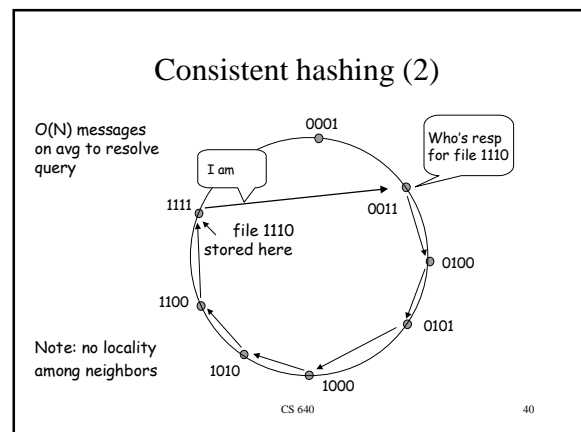 Consistent hashing (2)
O(N) messages
on avg to resolve
query
0001
Who's resp
for file 1110
I am
0011
1111
file 1110
stored here
0100
1100
0101
Note: no locality
among neighbors
1010
1000
CS 640
40